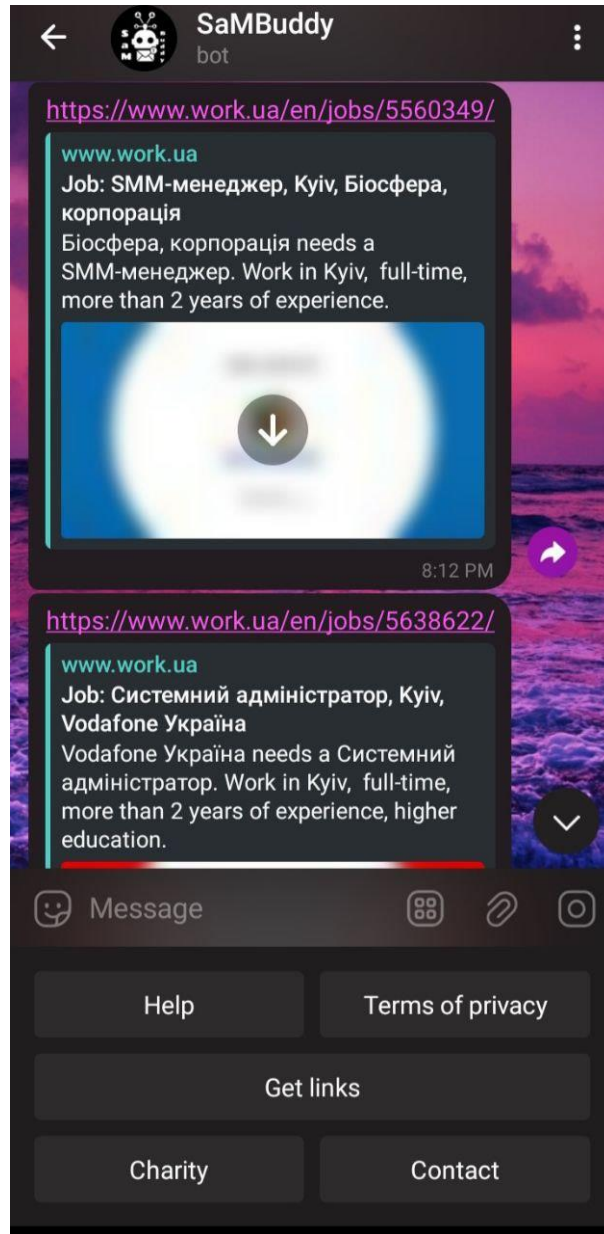 SaMBuddy
bot
https://www.work.ua/en/jobs/5560349/
www.work.ua
Job: SMM-менеджер, Kyiv, Біосфера,
корпорація
Біосфера, корпорація needs a
SMM-менеджер. Work in Kyiv, full-time,
more than 2 years of experience.
8:12 PM
https://www.work.ua/en/jobs/5638622/
www.work.ua
Job: Системний адміністратор, Kyiv,
Vodafone Україна
Vodafone Україна needs a Системний
адміністратор. Work in Kyiv, full-time,
more than 2 years of experience, higher
education.
Message
Help
Terms of privacy
Get links
Charity
Contact